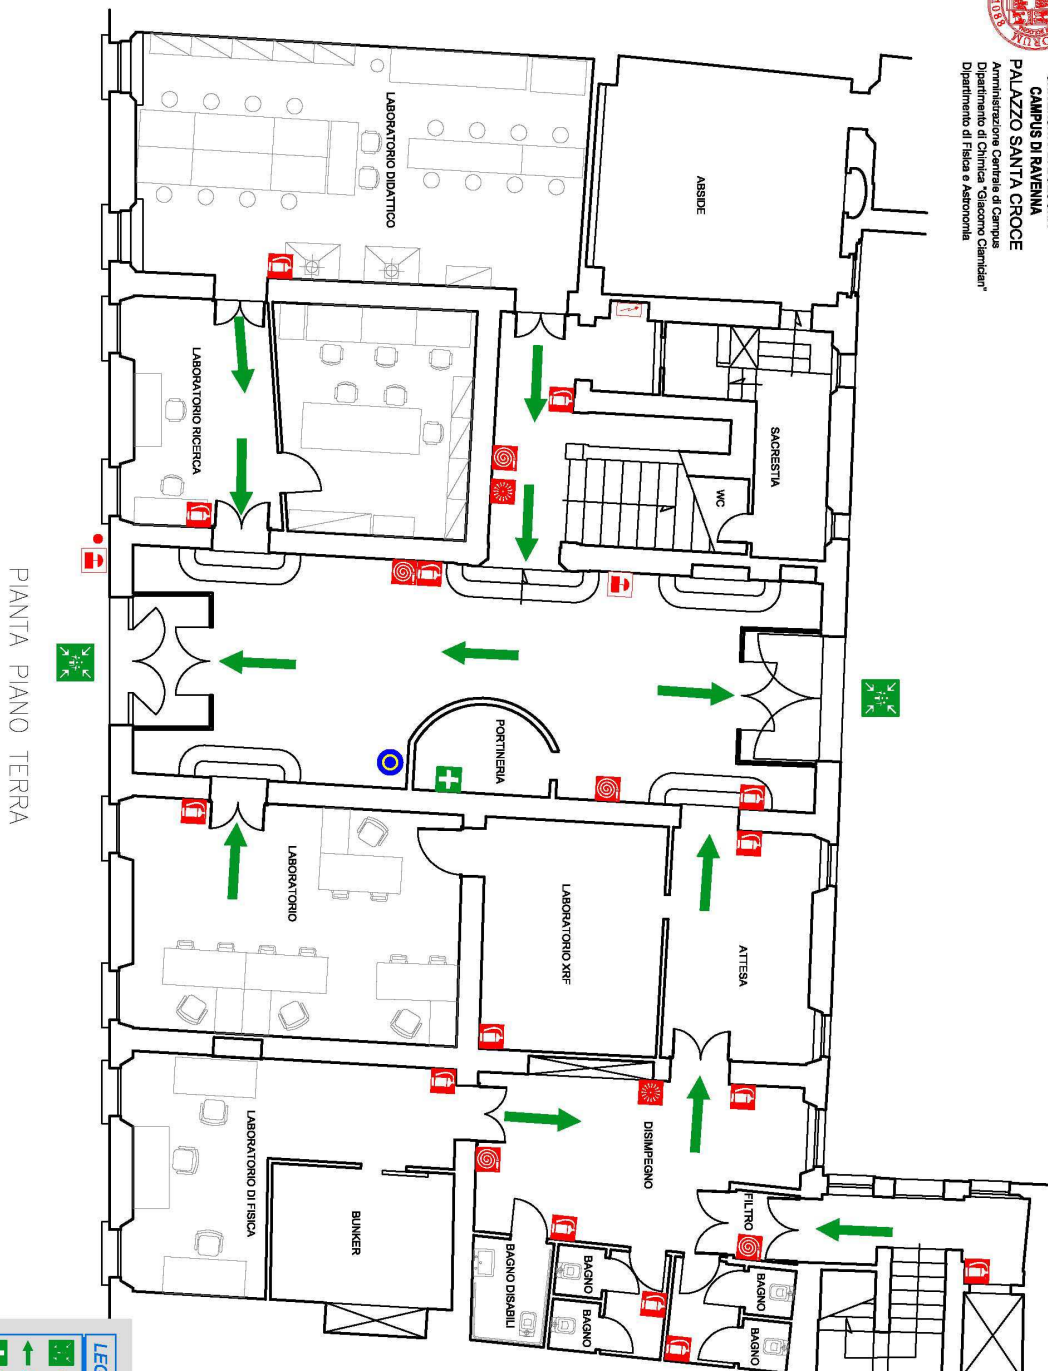 CAMPUS DI RAVENNA
PALAZZO SANTA CROCE
Amministrazione Centrale di Campus
Dipartimento di Chimica "Giacomo Ciamician"
Dipartimento di Fisica e Astronomia
ABSIDE
LABORATORIO DIDATTICO
SACRESTIA
WC
LABORATORIO RICERCA
PORTINERIA
ATTESA
LABORATORIO XRF
LABORATORIO
DISIMPEGNO
FILTRO
LABORATORIO DI FISICA
BUNKER
BAGNO DISABILI
BAGNO
BAGNO
BAGNO
BAGNO
PIANTA PIANO TERRA
1088